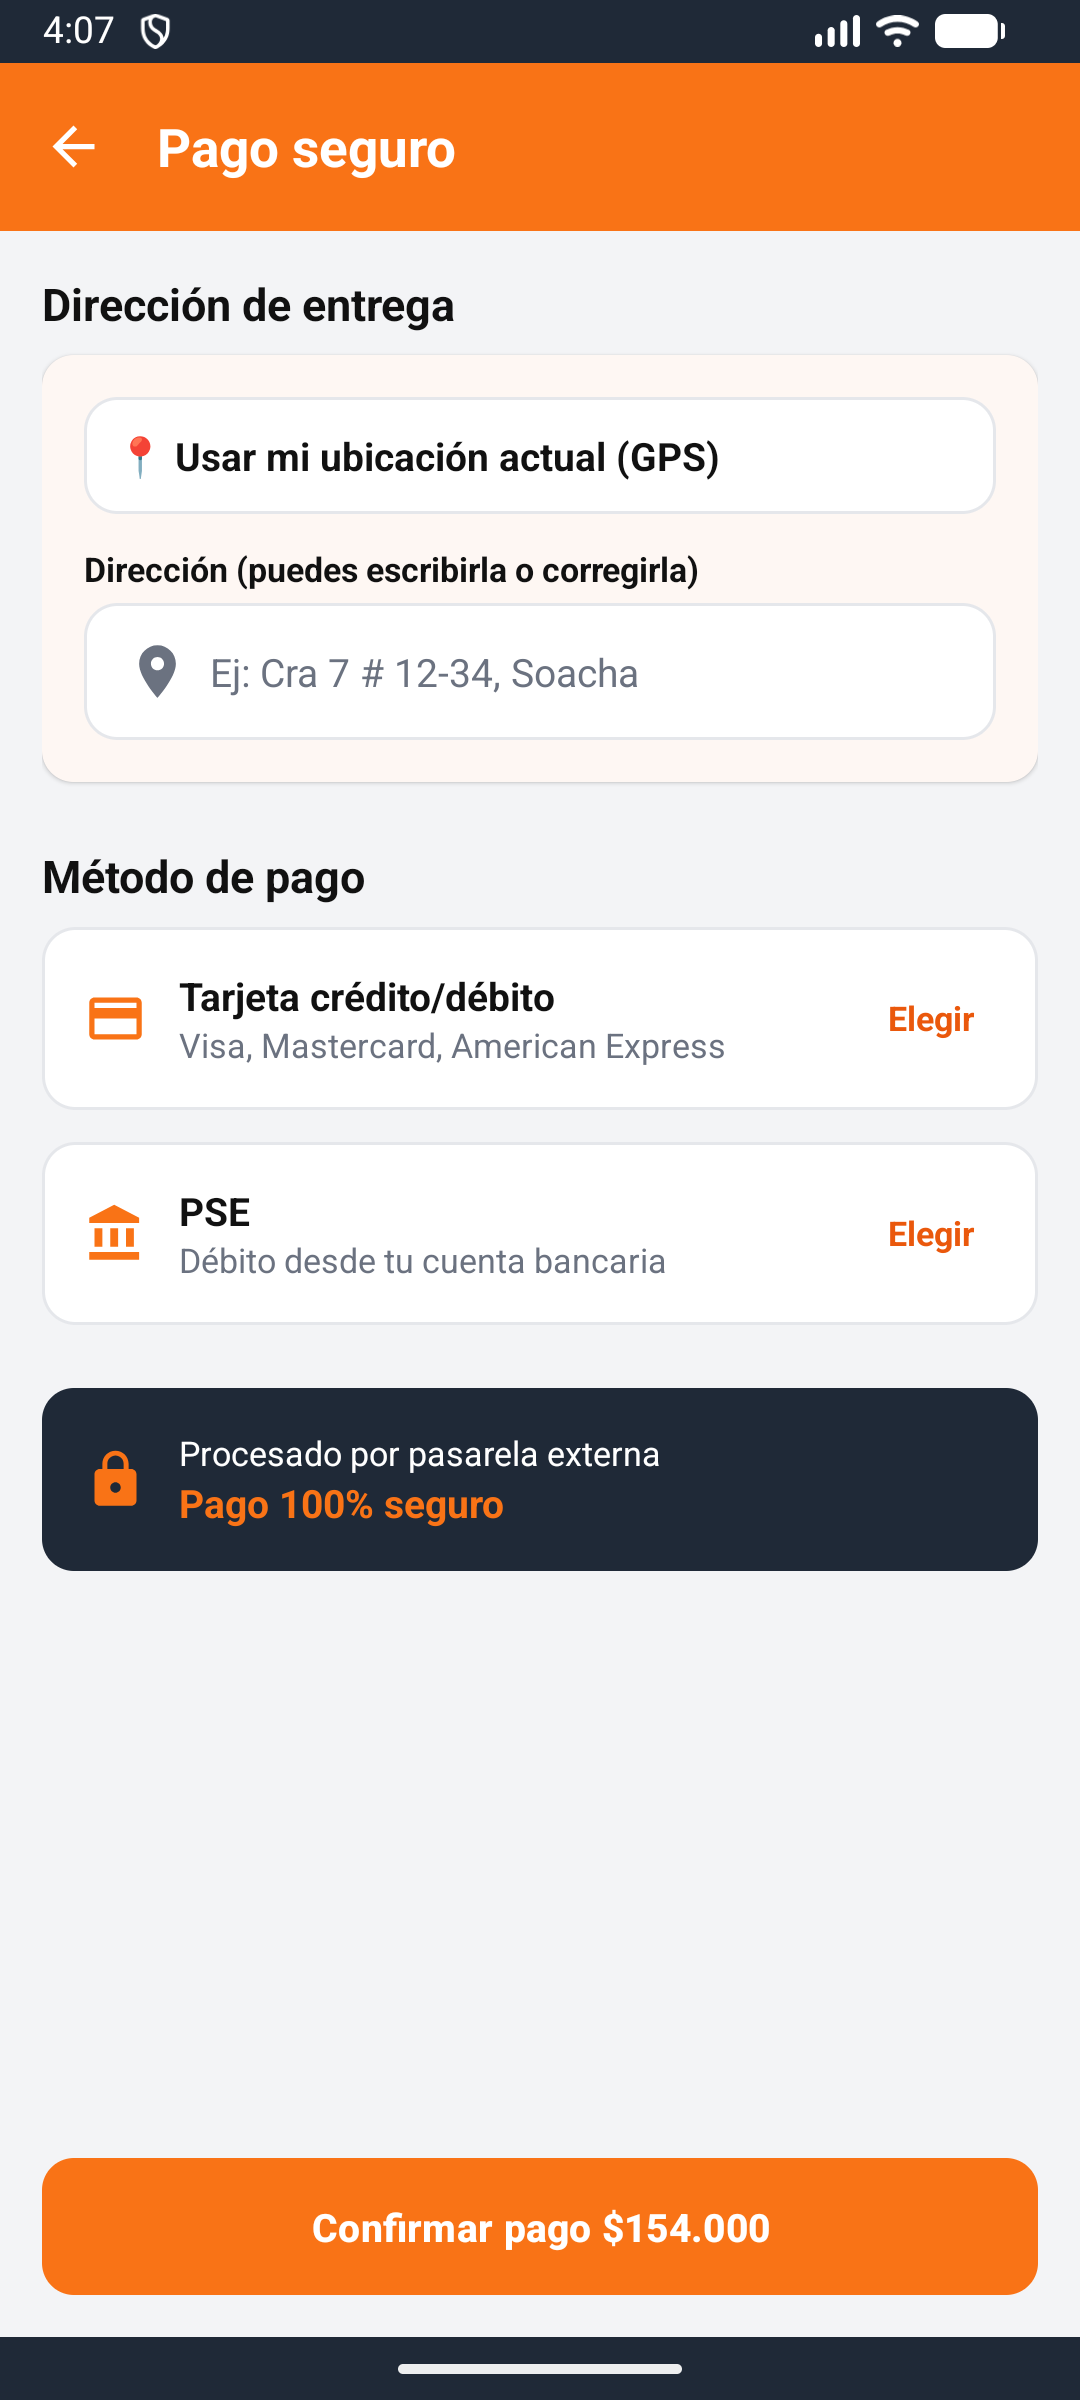 4:07
Pago seguro
Dirección de entrega
📍 Usar mi ubicación actual (GPS)
Dirección (puedes escribirla o corregirla)
Ej: Cra 7 # 12-34, Soacha
Método de pago
Tarjeta crédito/débito
Visa, Mastercard, American Express
Elegir
PSE
Débito desde tu cuenta bancaria
Elegir
Procesado por pasarela externa
Pago 100% seguro
Confirmar pago $154.000